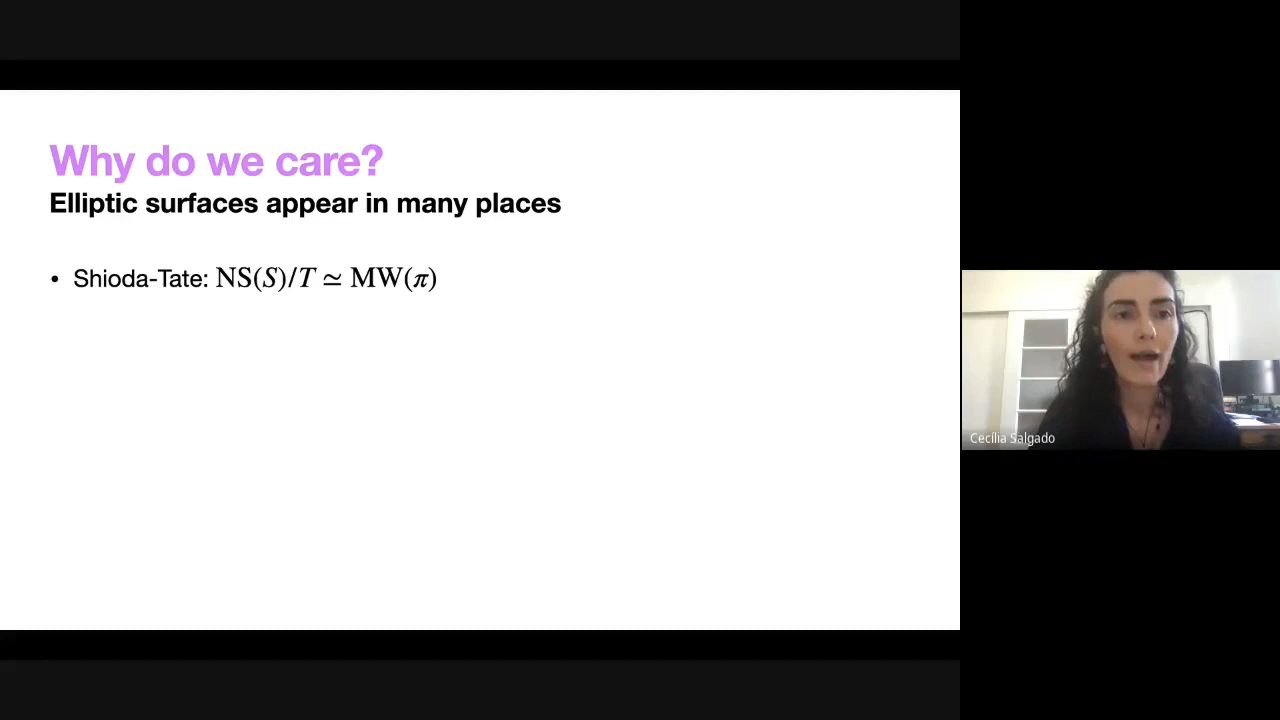 Why do we care?
Elliptic surfaces appear in many places
• Shioda-Tate: NS(S)/T ≃ MW(π)
Cecília Salgado